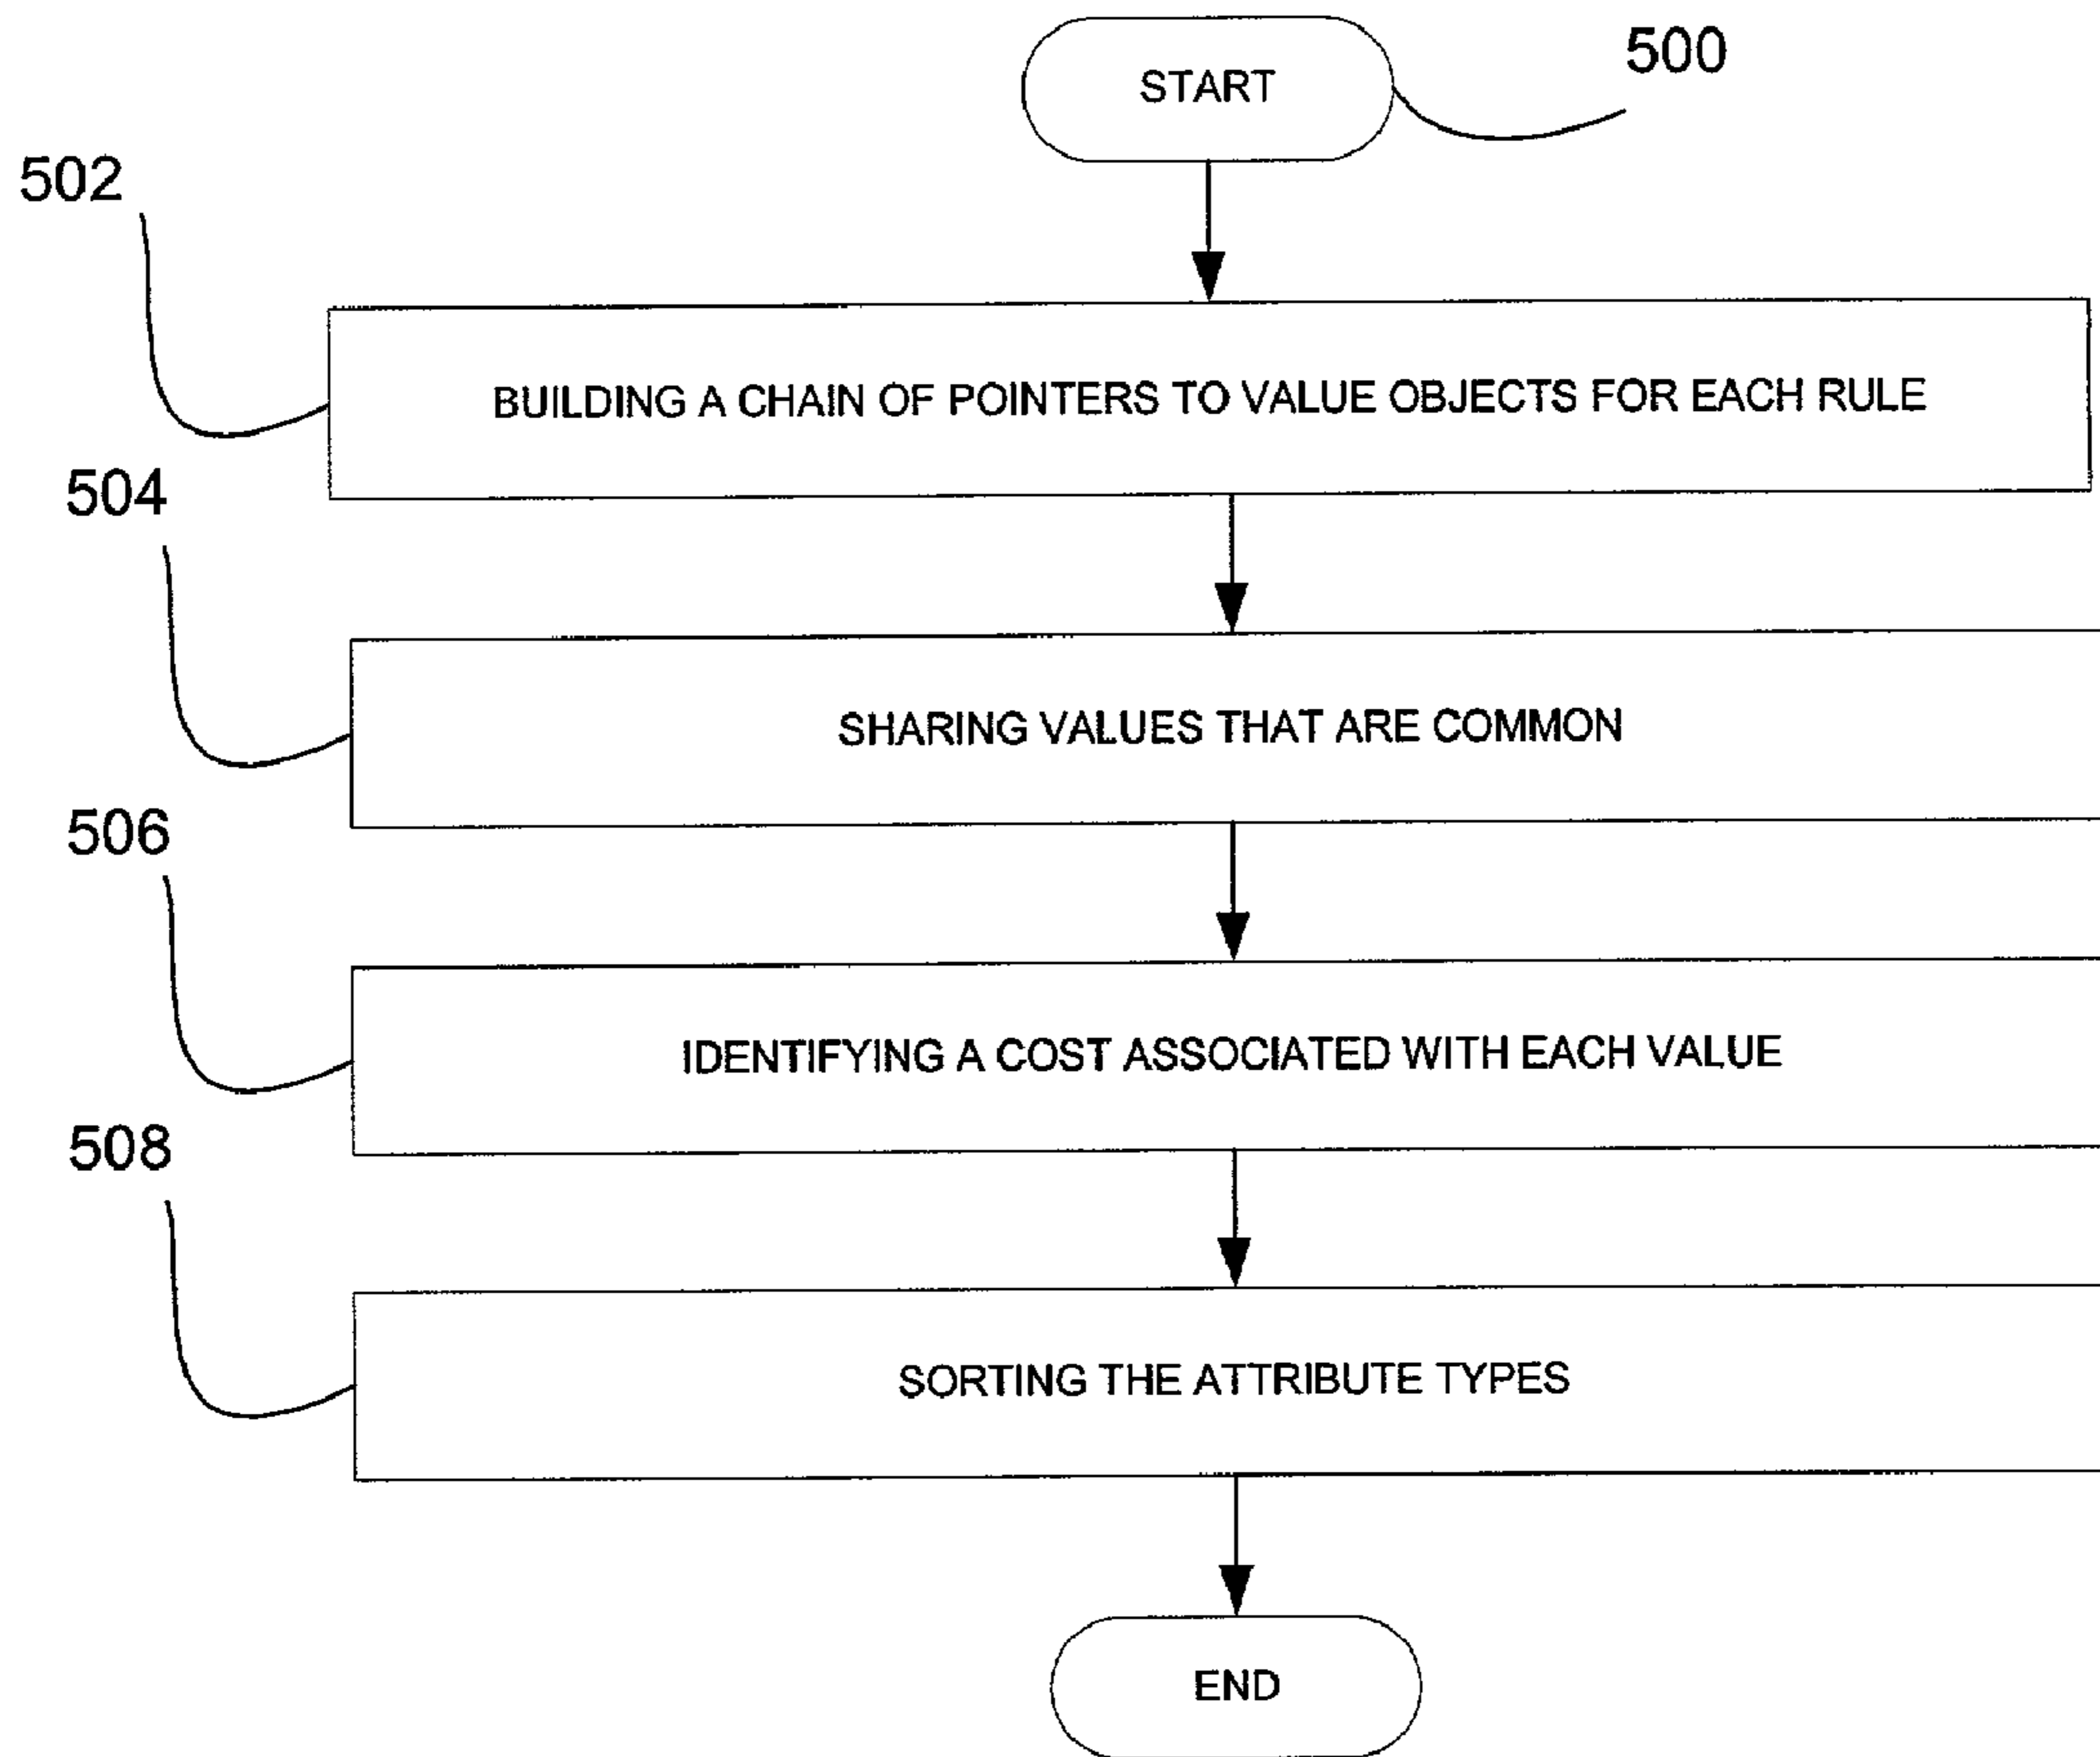 START
500
502
BUILDING A CHAIN OF POINTERS TO VALUE OBJECTS FOR EACH RULE
504
SHARING VALUES THAT ARE COMMON
506
IDENTIFYING A COST ASSOCIATED WITH EACH VALUE
508
SORTING THE ATTRIBUTE TYPES
END